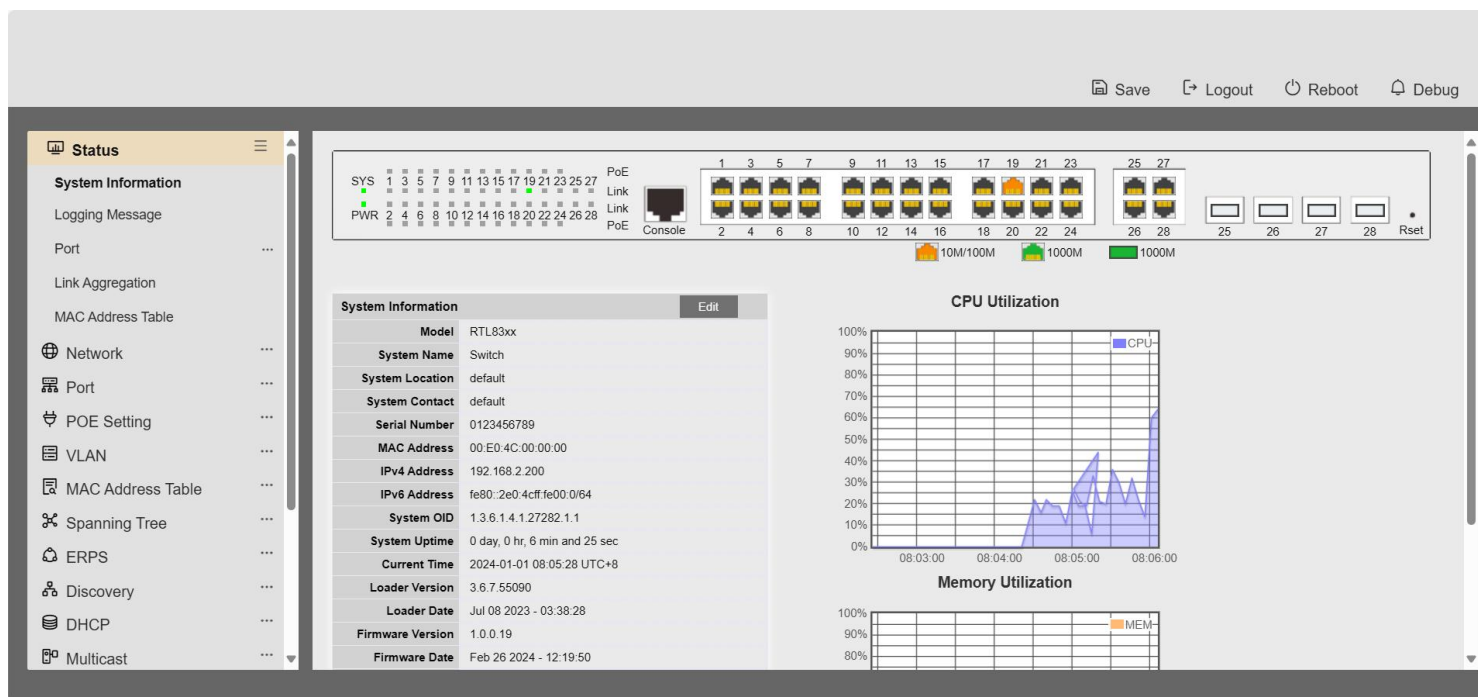 Save Logout Reboot Debug
Status
System Information
Logging Message
Port ...
Link Aggregation
MAC Address Table
Network ...
Port ...
POE Setting ...
VLAN ...
MAC Address Table ...
Spanning Tree ...
ERPS ...
Discovery ...
DHCP ...
Multicast ...
PoE
SYS 1 3 5 7 9 11 13 15 17 19 21 23 25 27
Link
Link
PWR 2 4 6 8 10 12 14 16 18 20 22 24 26 28
PoE
Console
1 3 5 7 9 11 13 15 17 19 21 23 25 27
2 4 6 8 10 12 14 16 18 20 22 24 26 28
25 26 27 28 Rset
10M/100M 1000M 1000M
System Information Edit
Model RTL83xx
System Name Switch
System Location default
System Contact default
Serial Number 0123456789
MAC Address 00:E0:4C:00:00:00
IPv4 Address 192.168.2.200
IPv6 Address fe80::2e0:4cff:fe00:0/64
System OID 1.3.6.1.4.1.27282.1.1
System Uptime 0 day, 0 hr, 6 min and 25 sec
Current Time 2024-01-01 08:05:28 UTC+8
Loader Version 3.6.7.55090
Loader Date Jul 08 2023 - 03:38:28
Firmware Version 1.0.0.19
Firmware Date Feb 26 2024 - 12:19:50
CPU Utilization
100%
CPU
90%
80%
70%
60%
50%
40%
30%
20%
10%
0%
08:03:00 08:04:00 08:05:00 08:06:00
Memory Utilization
100%
MEM
90%
80%